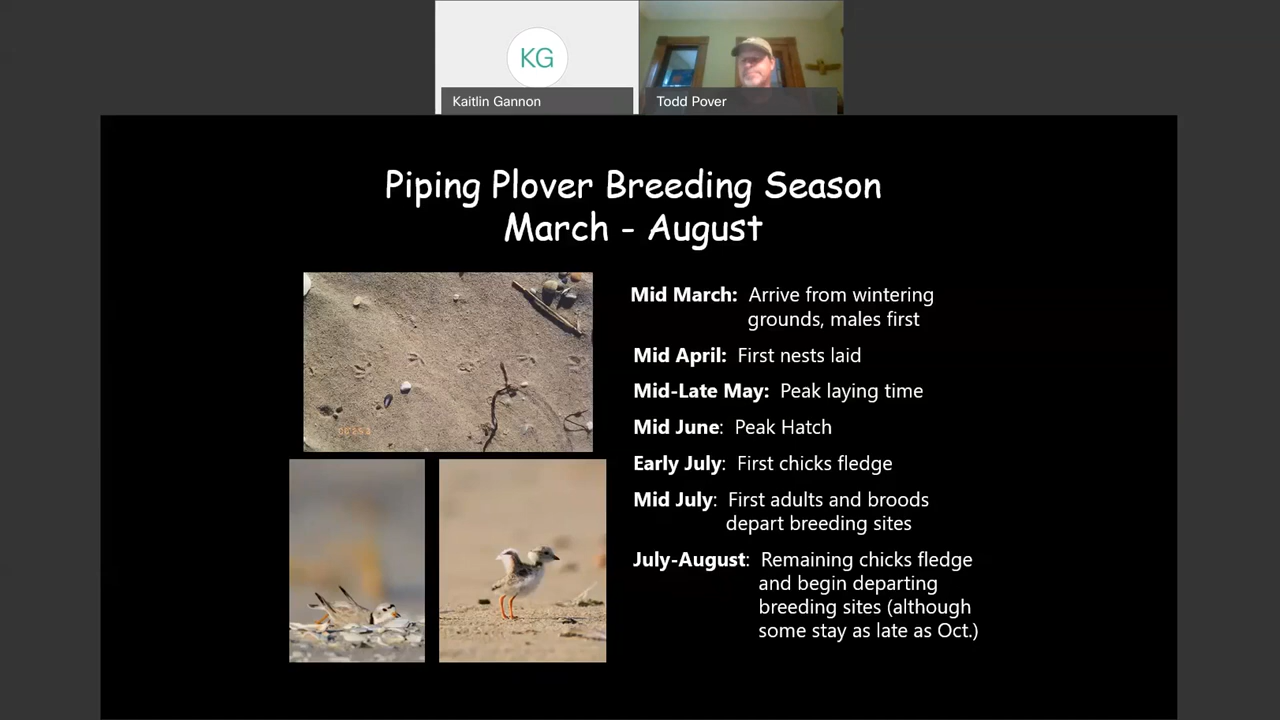 KG
Kaitlin Gannon
Todd Pover
Piping Plover Breeding Season
March - August
Mid March: Arrive from wintering
grounds, males first
Mid April: First nests laid
Mid-Late May: Peak laying time
Mid June: Peak Hatch
Early July: First chicks fledge
Mid July: First adults and broods
depart breeding sites
July-August: Remaining chicks fledge
and begin departing
breeding sites (although
some stay as late as Oct.)